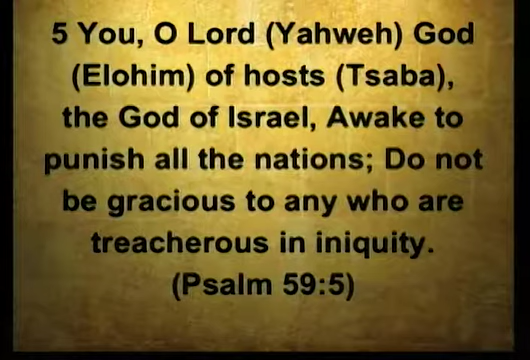 5 You, O Lord (Yahweh) God
(Elohim) of hosts (Tsaba),
the God of Israel, Awake to
punish all the nations; Do not
be gracious to any who are
treacherous in iniquity.
(Psalm 59:5)